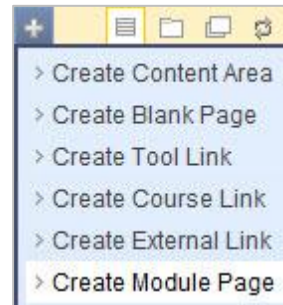 > Create Content Area
> Create Blank Page
> Create Tool Link
> Create Course Link
> Create External Link
> Create Module Page